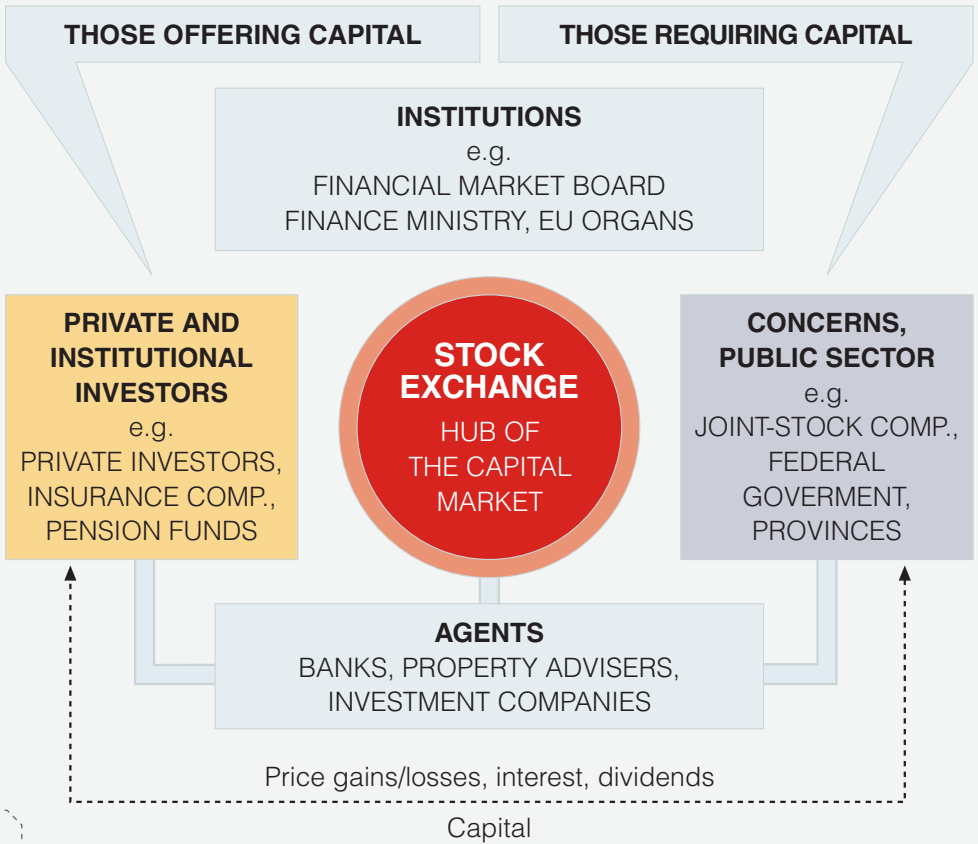 THOSE OFFERING CAPITAL
THOSE REQUIRING CAPITAL
INSTITUTIONS
e.g.
FINANCIAL MARKET BOARD
FINANCE MINISTRY, EU ORGANS
PRIVATE AND
INSTITUTIONAL
INVESTORS
e.g.
PRIVATE INVESTORS,
INSURANCE COMP.,
PENSION FUNDS
STOCK
EXCHANGE
HUB OF
THE CAPITAL
MARKET
CONCERNS,
PUBLIC SECTOR
e.g.
JOINT-STOCK COMP.,
FEDERAL
GOVERMENT,
PROVINCES
AGENTS
BANKS, PROPERTY ADVISERS,
INVESTMENT COMPANIES
Price gains/losses, interest, dividends
Capital